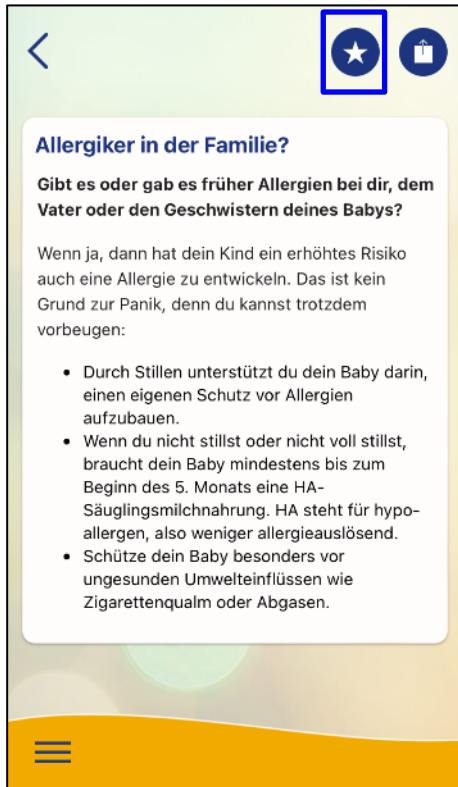 Allergiker in der Familie?
Gibt es oder gab es früher Allergien bei dir, dem
Vater oder den Geschwistern deines Babys?
Wenn ja, dann hat dein Kind ein erhöhtes Risiko
auch eine Allergie zu entwickeln. Das ist kein
Grund zur Panik, denn du kannst trotzdem
vorbeugen:
• Durch Stillen unterstützt du dein Baby darin,
einen eigenen Schutz vor Allergien
aufzubauen.
• Wenn du nicht stillst oder nicht voll stillst,
braucht dein Baby mindestens bis zum
Beginn des 5. Monats eine HA-
Säuglingsmilchnahrung. HA steht für hypo-
allergen, also weniger allergieauslösend.
• Schütze dein Baby besonders vor
ungesunden Umwelteinflüssen wie
Zigarettenqualm oder Abgasen.